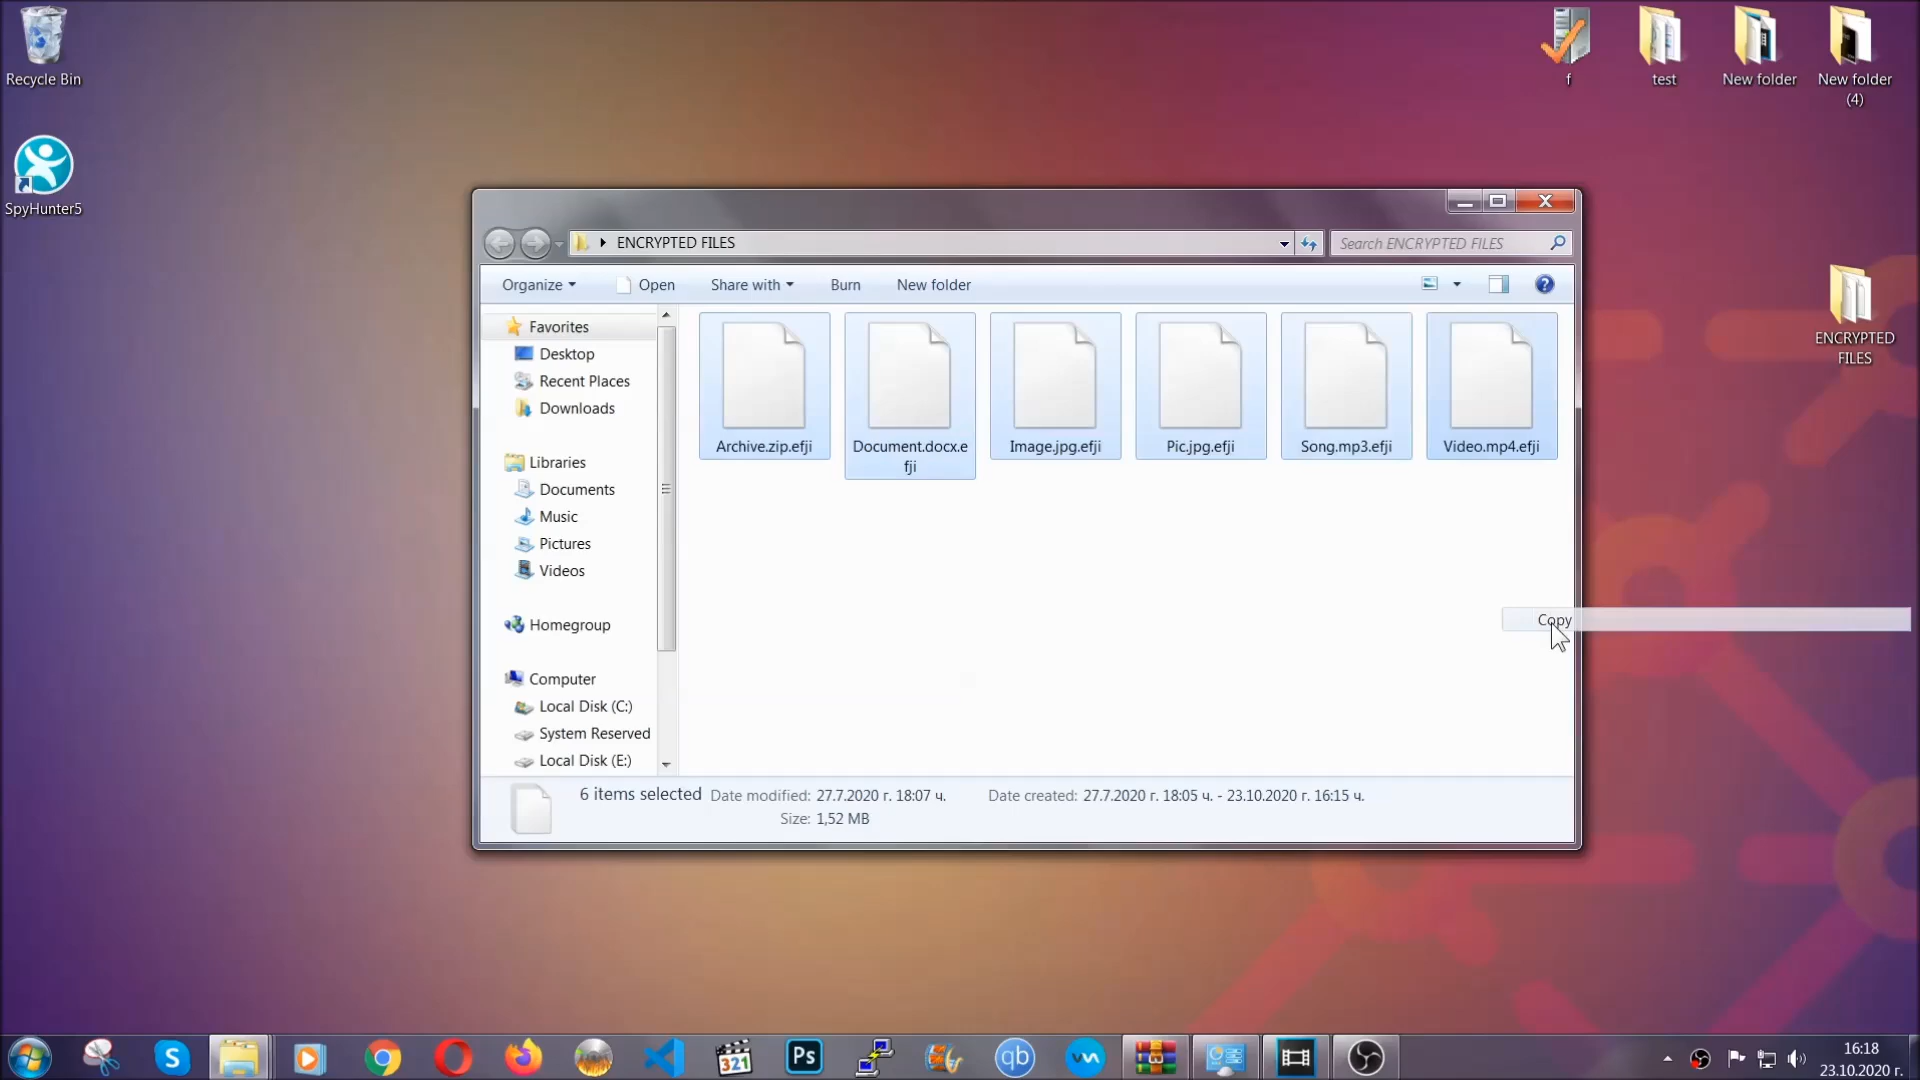 Recycle Bin
SpyHunter5
f
test
New folder
New folder
(4)
ENCRYPTED
FILES
ENCRYPTED FILES
Search ENCRYPTED FILES
Organize
Open
Share with
Burn
New folder
Favorites
Desktop
Recent Places
Downloads
Libraries
Documents
Music
Pictures
Videos
Homegroup
Computer
Local Disk (C:)
System Reserved
Local Disk (E:)
Archive.zip.efji
Document.docx.e
fji
Image.jpg.efji
Pic.jpg.efji
Song.mp3.efji
Video.mp4.efji
Copy
6 items selected
Date modified: 27.7.2020 г. 18:07 ч.
Date created: 27.7.2020 г. 18:05 ч. - 23.10.2020 г. 16:15 ч.
Size: 1,52 MB
S
321
Ps
qb
16:18
23.10.2020 г.